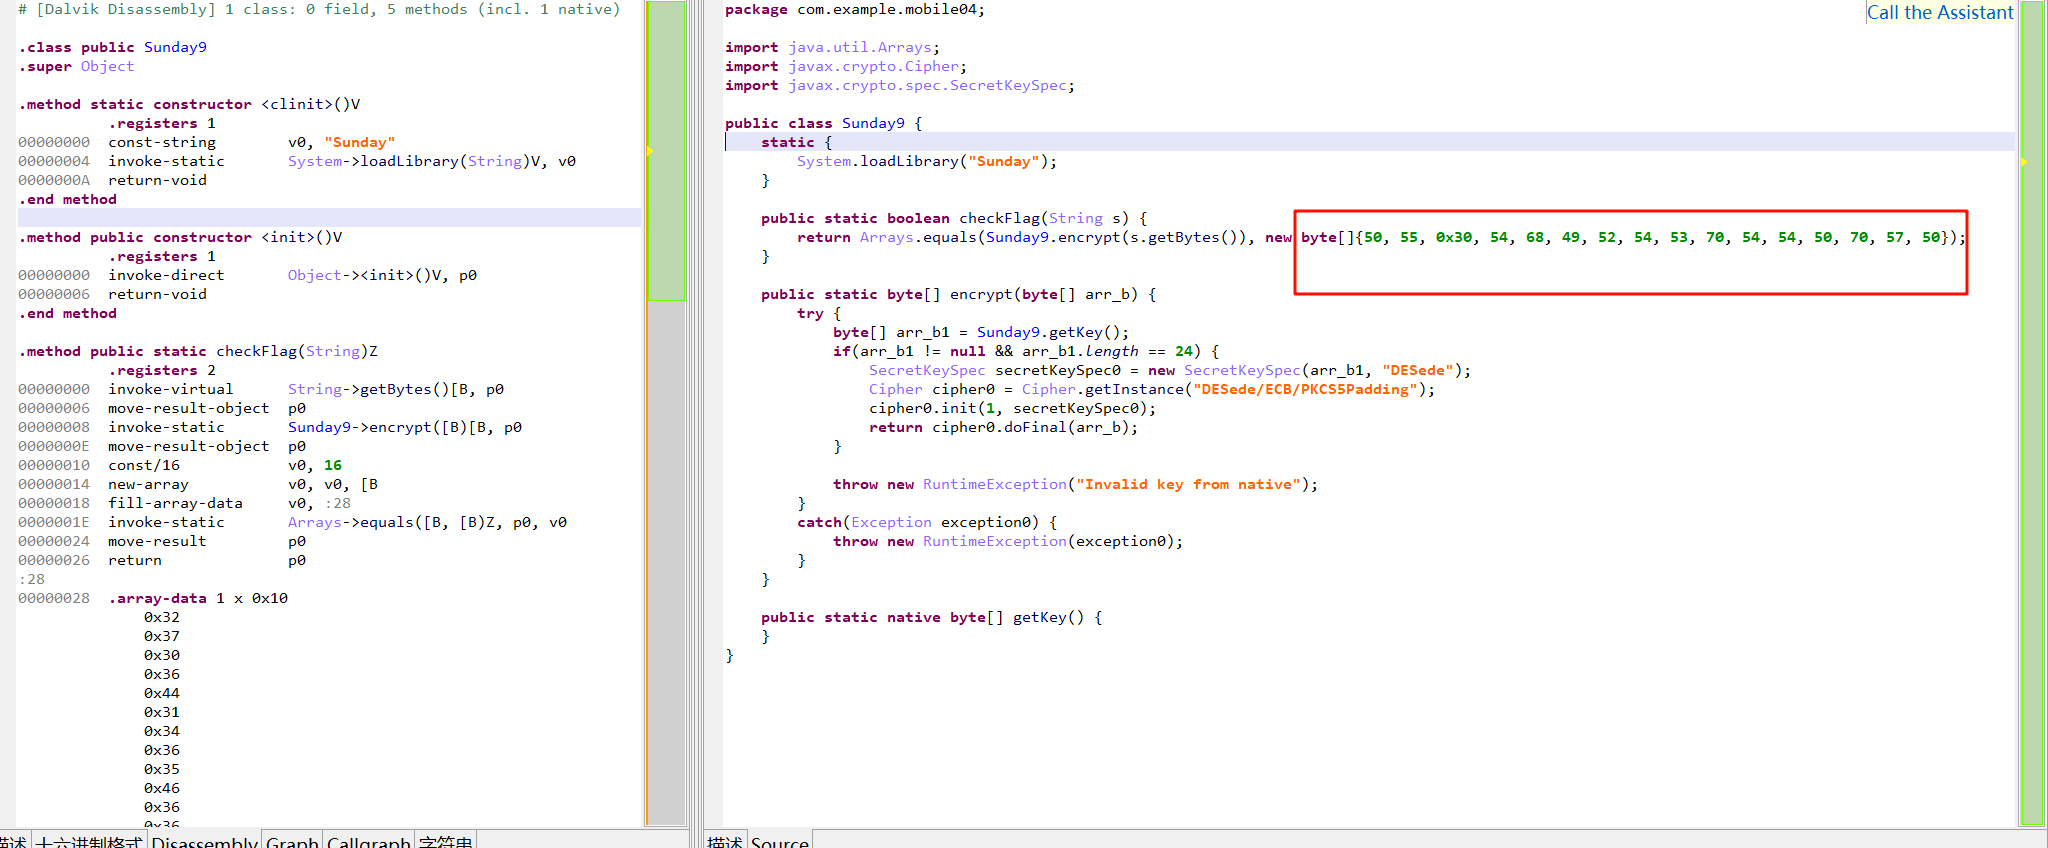 # [Dalvik Disassembly] 1 class: 0 field, 5 methods (incl. 1 native)
.class public Sunday9
.super Object
.method static constructor <clinit>()V
.registers 1
00000000 const-string v0, "Sunday"
00000004 invoke-static System->loadLibrary(String)V, v0
0000000A return-void
.end method
.method public constructor <init>()V
.registers 1
00000000 invoke-direct Object-><init>()V, p0
00000006 return-void
.end method
.method public static checkFlag(String)Z
.registers 2
00000000 invoke-virtual String->getBytes()[B, p0
00000006 move-result-object p0
00000008 invoke-static Sunday9->encrypt([B)[B, p0
0000000E move-result-object p0
00000010 const/16 v0, 16
00000014 new-array v0, v0, [B
00000018 fill-array-data v0, :28
0000001E invoke-static Arrays->equals([B, [B)Z, p0, v0
00000024 move-result p0
00000026 return p0
:28
00000028 .array-data 1 x 0x10
0x32
0x37
0x30
0x36
0x44
0x31
0x34
0x36
0x35
0x46
0x36
0x36
描述 十六进制格式 Disassembly Graph Callgraph 字符串
package com.example.mobile04;
Call the Assistant
import java.util.Arrays;
import javax.crypto.Cipher;
import javax.crypto.spec.SecretKeySpec;
public class Sunday9 {
static {
System.loadLibrary("Sunday");
}
public static boolean checkFlag(String s) {
return Arrays.equals(Sunday9.encrypt(s.getBytes()), new byte[]{50, 55, 0x30, 54, 68, 49, 52, 54, 53, 70, 54, 54, 50, 70, 57, 50});
}
public static byte[] encrypt(byte[] arr_b) {
try {
byte[] arr_b1 = Sunday9.getKey();
if(arr_b1 != null && arr_b1.length == 24) {
SecretKeySpec secretKeySpec0 = new SecretKeySpec(arr_b1, "DESede");
Cipher cipher0 = Cipher.getInstance("DESede/ECB/PKCS5Padding");
cipher0.init(1, secretKeySpec0);
return cipher0.doFinal(arr_b);
}
throw new RuntimeException("Invalid key from native");
}
catch(Exception exception0) {
throw new RuntimeException(exception0);
}
}
public static native byte[] getKey() {
}
}
描述 Source